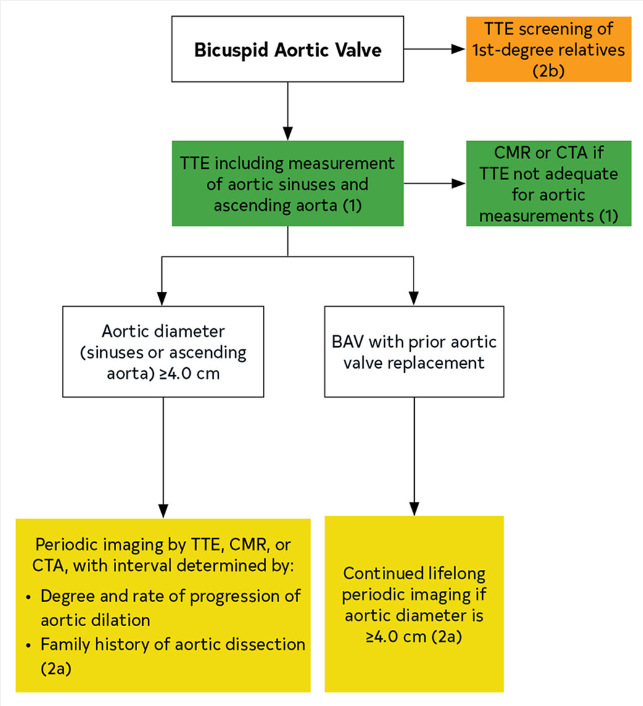 Bicuspid Aortic Valve
TTE screening of
1st-degree relatives
(2b)
TTE including measurement
of aortic sinuses and
ascending aorta (1)
CMR or CTA if
TTE not adequate
for aortic
measurements (1)
Aortic diameter
(sinuses or ascending
aorta) ≥4.0 cm
BAV with prior aortic
valve replacement
Periodic imaging by TTE, CMR, or
CTA, with interval determined by:
• Degree and rate of progression of
aortic dilation
• Family history of aortic dissection
(2a)
Continued lifelong
periodic imaging if
aortic diameter is
≥4.0 cm (2a)